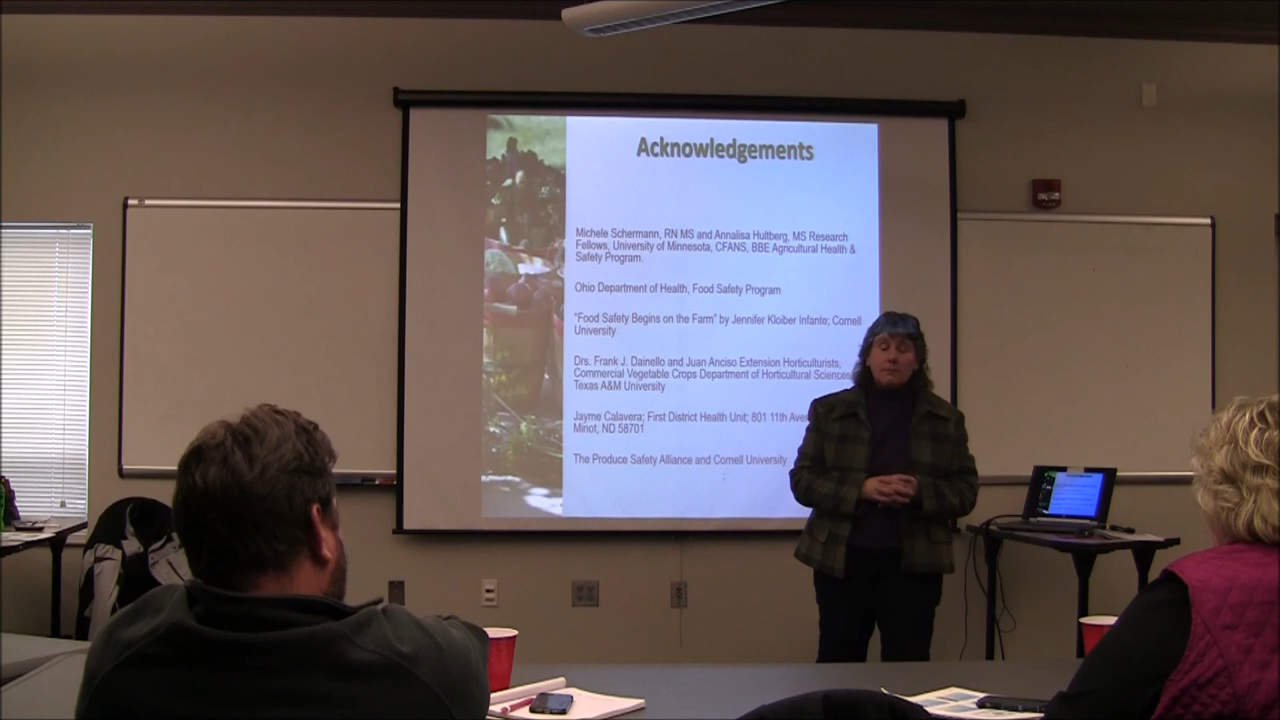 Acknowledgements
Michele Schermann, RN MS and Annalisa Hultberg, MS Research
Fellows, University of Minnesota, CFANS, BBE Agricultural Health &
Safety Program.
Ohio Department of Health, Food Safety Program
"Food Safety Begins on the Farm" by Jennifer Kloiber Infante; Cornell
University
Drs. Frank J. Dainello and Juan Anciso Extension Horticulturists,
Commercial Vegetable Crops Department of Horticultural Sciences
Texas A&M University
Jayme Calavera; First District Health Unit; 801 11th
Minot, ND 58701
The Produce Safety Alliance and Cornell University